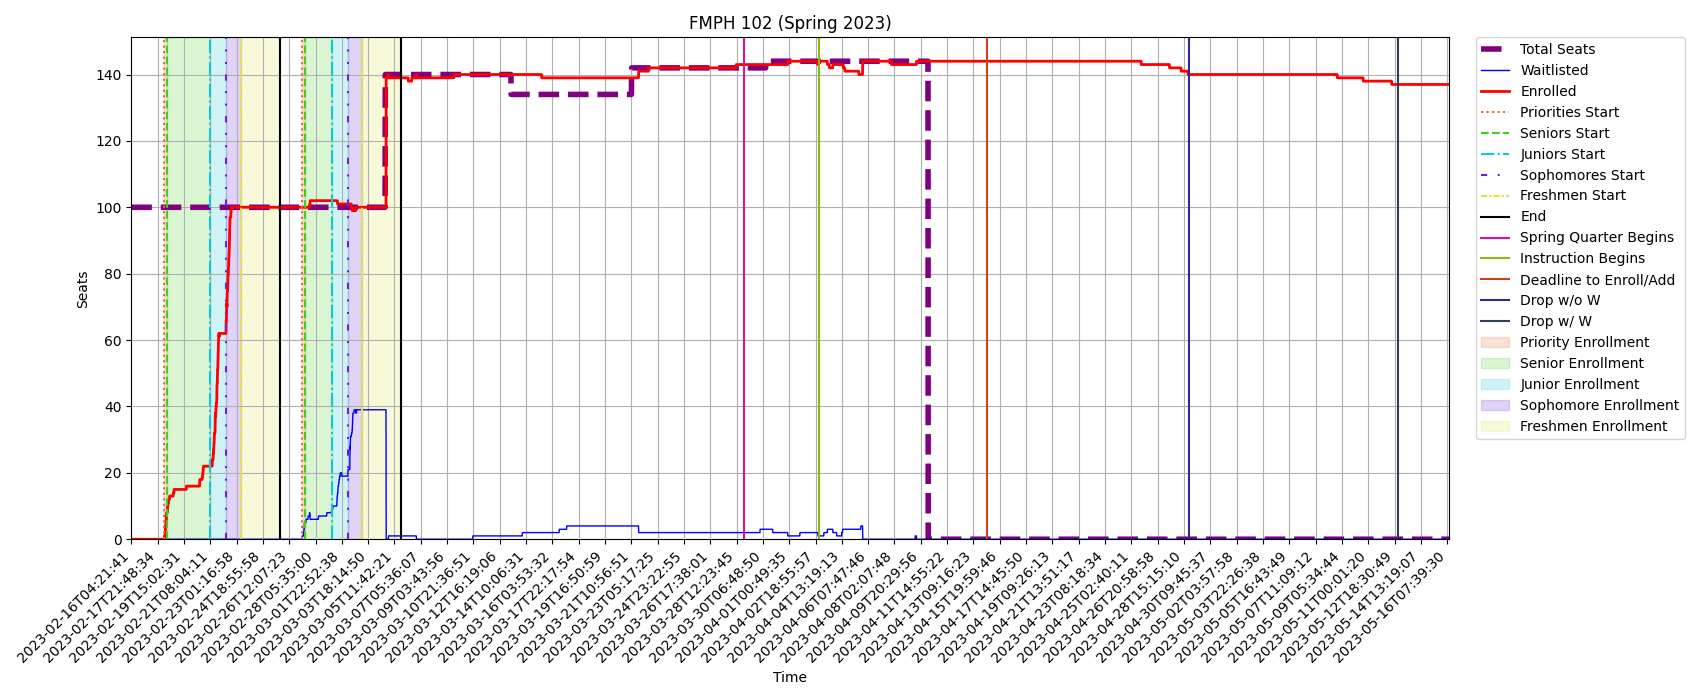 FMPH 102 (Spring 2023)
Seats
140
120
100
80
60
40
20
0
2023-02-16T04:21:41
2023-02-17T21:48:34
2023-02-19T15:02:31
2023-02-21T08:04:11
2023-02-23T01:16:58
2023-02-24T18:55:58
2023-02-26T12:07:23
2023-02-28T05:35:00
2023-03-01T22:52:38
2023-03-03T18:14:50
2023-03-05T11:42:21
2023-03-07T05:36:07
2023-03-09T03:43:56
2023-03-10T21:36:51
2023-03-12T16:19:06
2023-03-14T10:06:31
2023-03-16T03:53:32
2023-03-17T22:17:54
2023-03-19T16:50:59
2023-03-21T10:56:51
2023-03-23T05:17:25
2023-03-24T23:22:55
2023-03-26T17:38:01
2023-03-28T12:23:45
2023-03-30T06:48:50
2023-04-01T00:49:35
2023-04-02T18:55:57
2023-04-04T13:19:13
2023-04-06T07:47:46
2023-04-08T02:07:48
2023-04-09T20:29:56
2023-04-11T14:55:22
2023-04-13T09:16:23
2023-04-15T19:59:46
2023-04-17T14:45:50
2023-04-19T09:26:13
2023-04-21T13:51:17
2023-04-23T08:18:34
2023-04-25T02:40:11
2023-04-26T20:58:58
2023-04-28T15:15:10
2023-04-30T09:45:37
2023-05-02T03:57:58
2023-05-03T22:26:38
2023-05-05T16:43:49
2023-05-07T11:09:12
2023-05-09T05:34:44
2023-05-11T00:01:20
2023-05-12T18:30:49
2023-05-14T13:19:07
2023-05-16T07:39:30
Time
Total Seats
Waitlisted
Enrolled
Priorities Start
Seniors Start
Juniors Start
Sophomores Start
Freshmen Start
End
Spring Quarter Begins
Instruction Begins
Deadline to Enroll/Add
Drop w/o W
Drop w/ W
Priority Enrollment
Senior Enrollment
Junior Enrollment
Sophomore Enrollment
Freshmen Enrollment